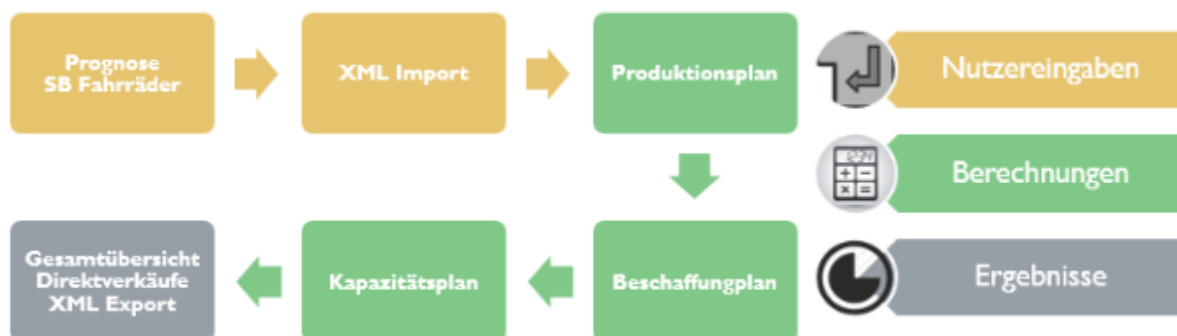 Prognose
SB Fahrräder
XML Import
Produktionsplan
Nutzereingaben
Berechnungen
Gesamtübersicht
Direktverkäufe
XML Export
Kapazitätsplan
Beschaffungplan
Ergebnisse